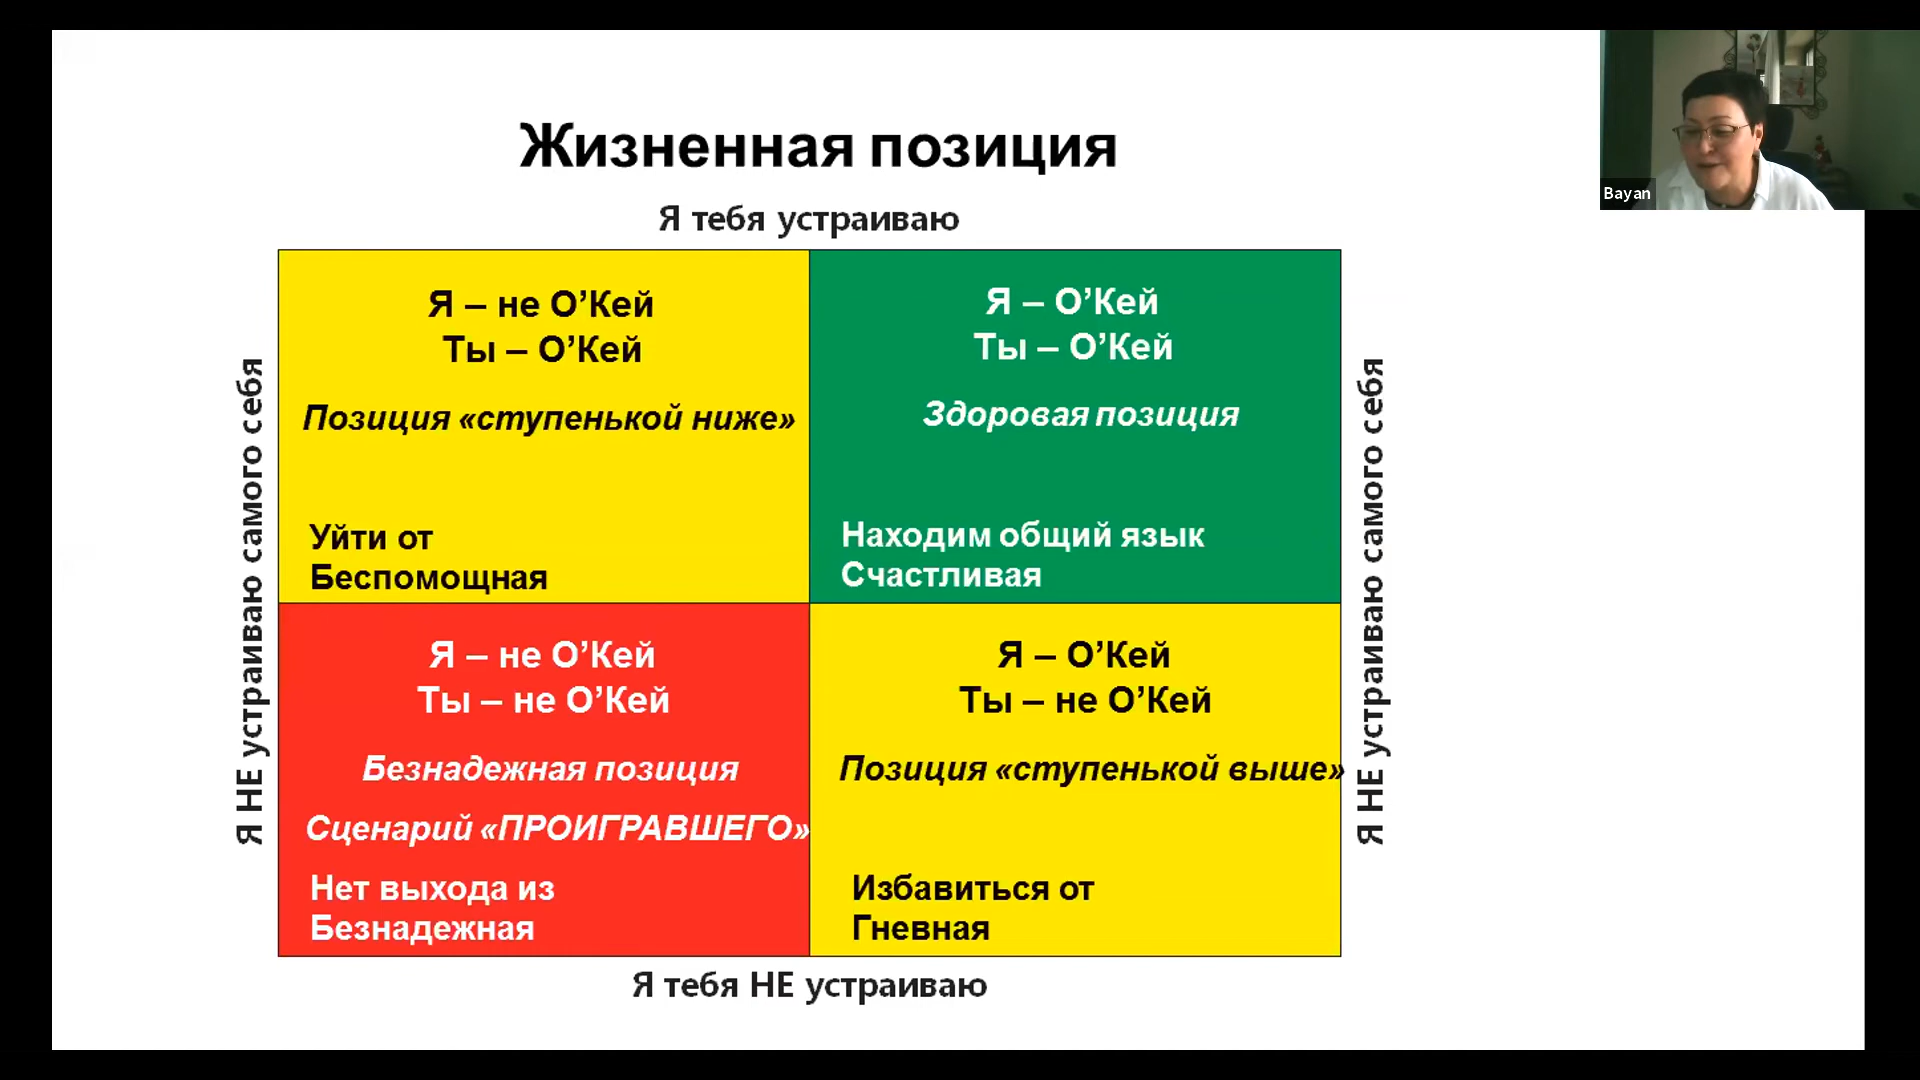 Жизненная позиция
Bayan
Я тебя устраиваю
Я НЕ устраиваю самого себя
Я – не О’Кей
Ты – О’Кей
Позиция «ступенькой ниже»
Уйти от
Беспомощная
Я – О’Кей
Ты – О’Кей
Здоровая позиция
Находим общий язык
Счастливая
Я – не О’Кей
Ты – не О’Кей
Безнадежная позиция
Сценарий «ПРОИГРАВШЕГО»
Нет выхода из
Безнадежная
Я – О’Кей
Ты – не О’Кей
Позиция «ступенькой выше»
Избавиться от
Гневная
Я НЕ устраиваю самого себя
Я тебя НЕ устраиваю